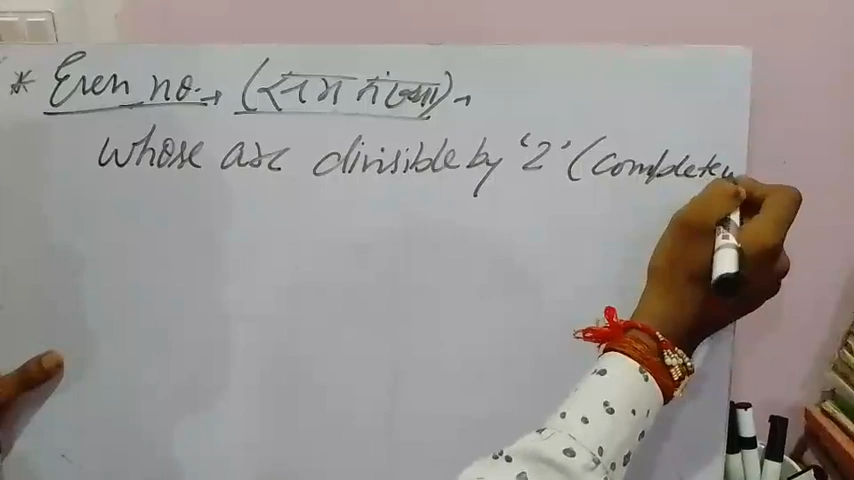 * Even no. → (सम संख्या) →
whose are divisible by '2' (completely